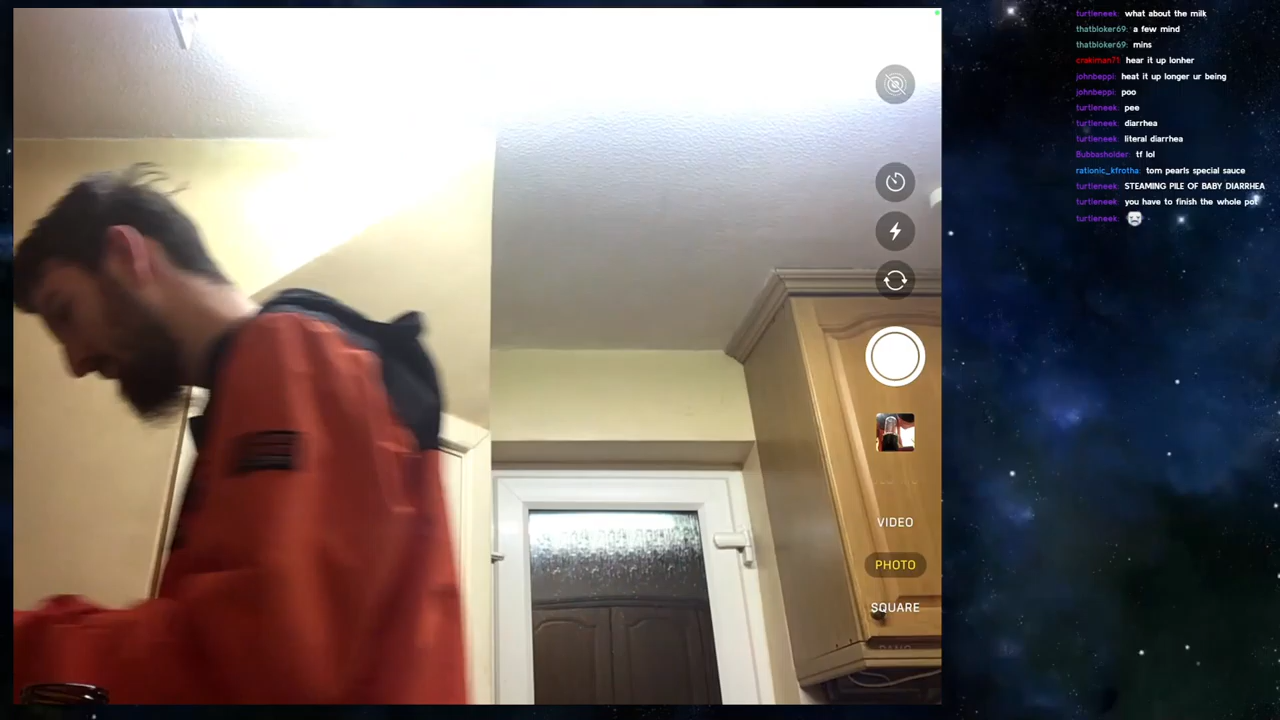 turtleneek: what about the milk
thatbloker69: a few mind
thatbloker69: mins
crakiman71: hear it up lonher
johnbeppi: heat it up longer ur being
johnbeppi: poo
turtleneek: pee
turtleneek: diarrhea
turtleneek: literal diarrhea
Bubbasholder: tf lol
rationic_kfrotha: tom pearls special sauce
turtleneek: STEAMING PILE OF BABY DIARRHEA
turtleneek: you have to finish the whole pot
turtleneek:
VIDEO
PHOTO
SQUARE
PANO